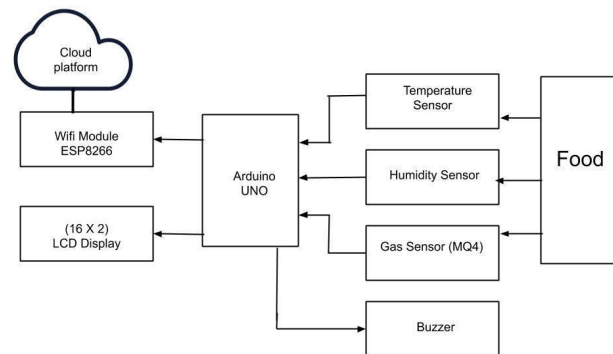 Cloud
platform
Wifi Module
ESP8266
(16 X 2)
LCD Display
Arduino
UNO
Temperature
Sensor
Humidity Sensor
Gas Sensor (MQ4)
Buzzer
Food